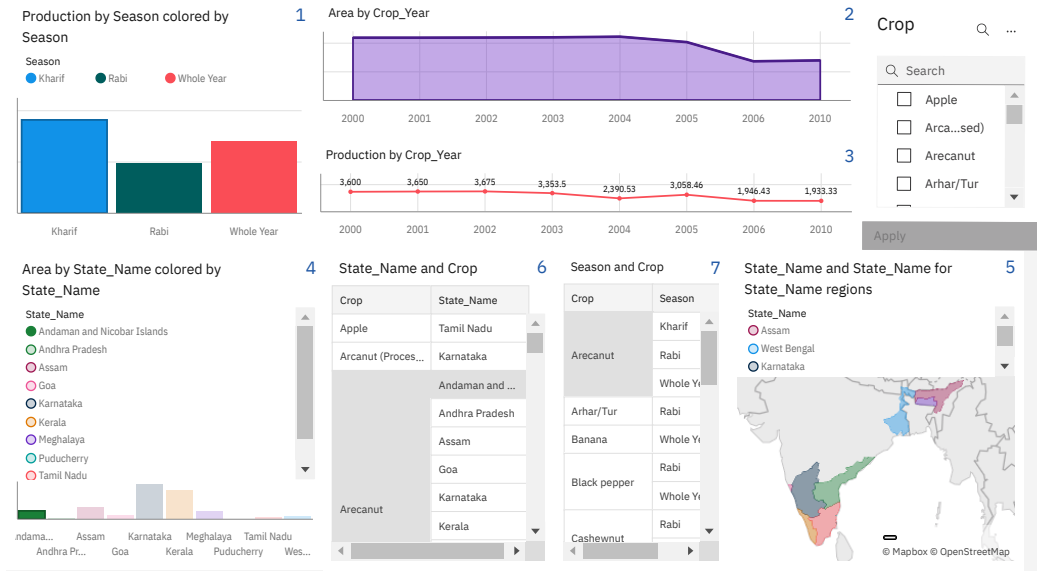 Production by Season colored by
Season
1
Season
Kharif
Rabi
Whole Year
Kharif
Rabi
Whole Year
Area by Crop_Year
2
2000
2001
2002
2003
2004
2005
2006
2010
Production by Crop_Year
3
3,600
3,650
3,675
3,353.5
2,390.53
3,058.46
1,946.43
1,933.33
2000
2001
2002
2003
2004
2005
2006
2010
Crop
...
Search
Apple
Arca...sed)
Arecanut
Arhar/Tur
Apply
Area by State_Name colored by
State_Name
4
State_Name
Andaman and Nicobar Islands
Andhra Pradesh
Assam
Goa
Karnataka
Kerala
Meghalaya
Puducherry
Tamil Nadu
ndama...
Assam
Karnataka
Meghalaya
Tamil Nadu
Andhra Pr...
Goa
Kerala
Puducherry
Wes...
State_Name and Crop
6
Crop
State_Name
Apple
Tamil Nadu
Arcanut (Proces...
Karnataka
Andaman and ...
Andhra Pradesh
Assam
Goa
Karnataka
Arecanut
Kerala
Season and Crop
7
Crop
Season
Kharif
Arecanut
Rabi
Whole Ye
Arhar/Tur
Rabi
Banana
Whole Ye
Rabi
Black pepper
Whole Ye
Rabi
Cashewnut
State_Name and State_Name for
State_Name regions
5
State_Name
Assam
West Bengal
Karnataka
© Mapbox © OpenStreetMap